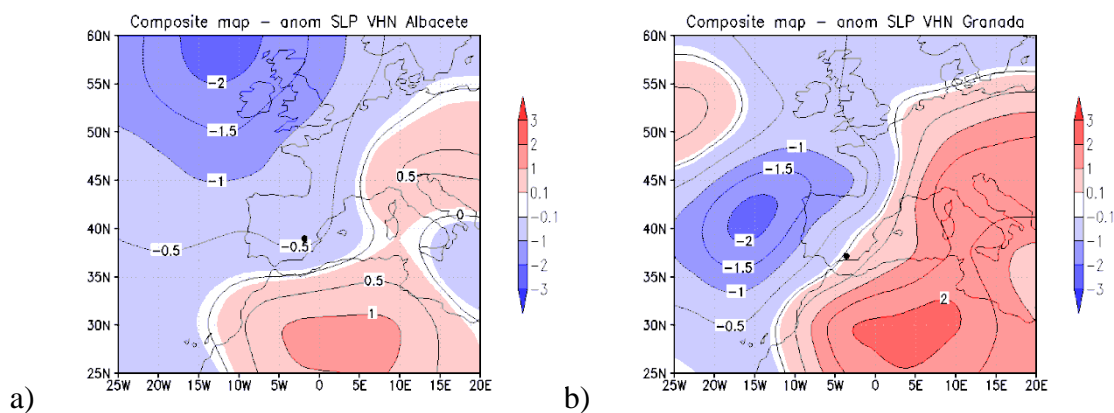 Composite map – anom SLP VHN Albacete
60N
55N
50N
45N
40N
35N
30N
25N
25W 20W 15W 10W 5W 0 5E 10E 15E 20E
-2
-1.5
-1
-0.5
-0.5
0.5
0
0.5
1
3
2
1
0.1
-0.1
-1
-2
-3
a)
Composite map – anom SLP VHN Granada
60N
55N
50N
45N
40N
35N
30N
25N
25W 20W 15W 10W 5W 0 5E 10E 15E 20E
-1
-1.5
-2
-1.5
-1
-0.5
2
3
2
1
0.1
-0.1
-1
-2
-3
b)